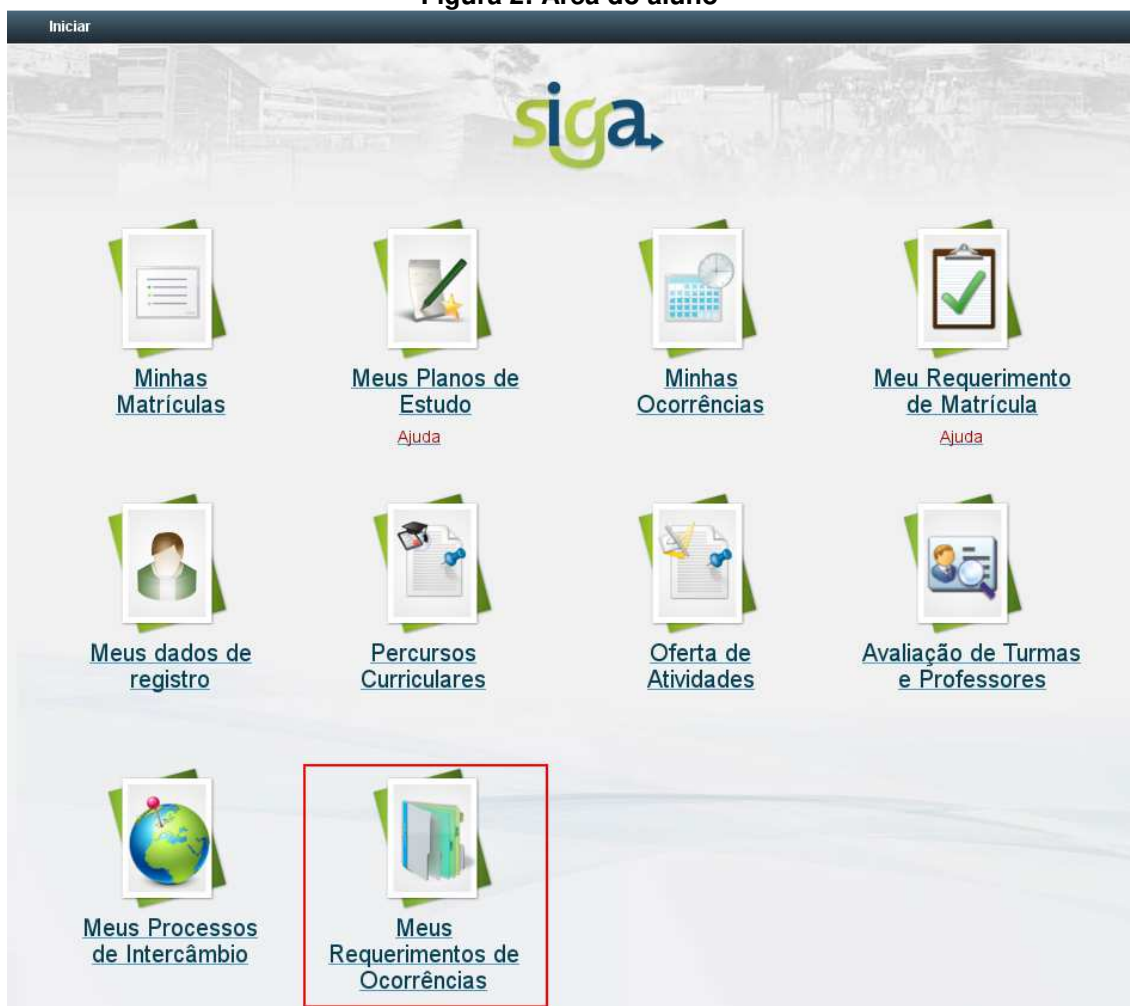 Figura 2: Área do aluno
Iniciar
siga
Minhas
Matrículas
Meus Planos de
Estudo
Ajuda
Minhas
Ocorrências
Meu Requerimento
de Matrícula
Ajuda
Meus dados de
registro
Percursos
Curriculares
Oferta de
Atividades
Avaliação de Turmas
e Professores
Meus Processos
de Intercâmbio
Meus
Requerimentos de
Ocorrências